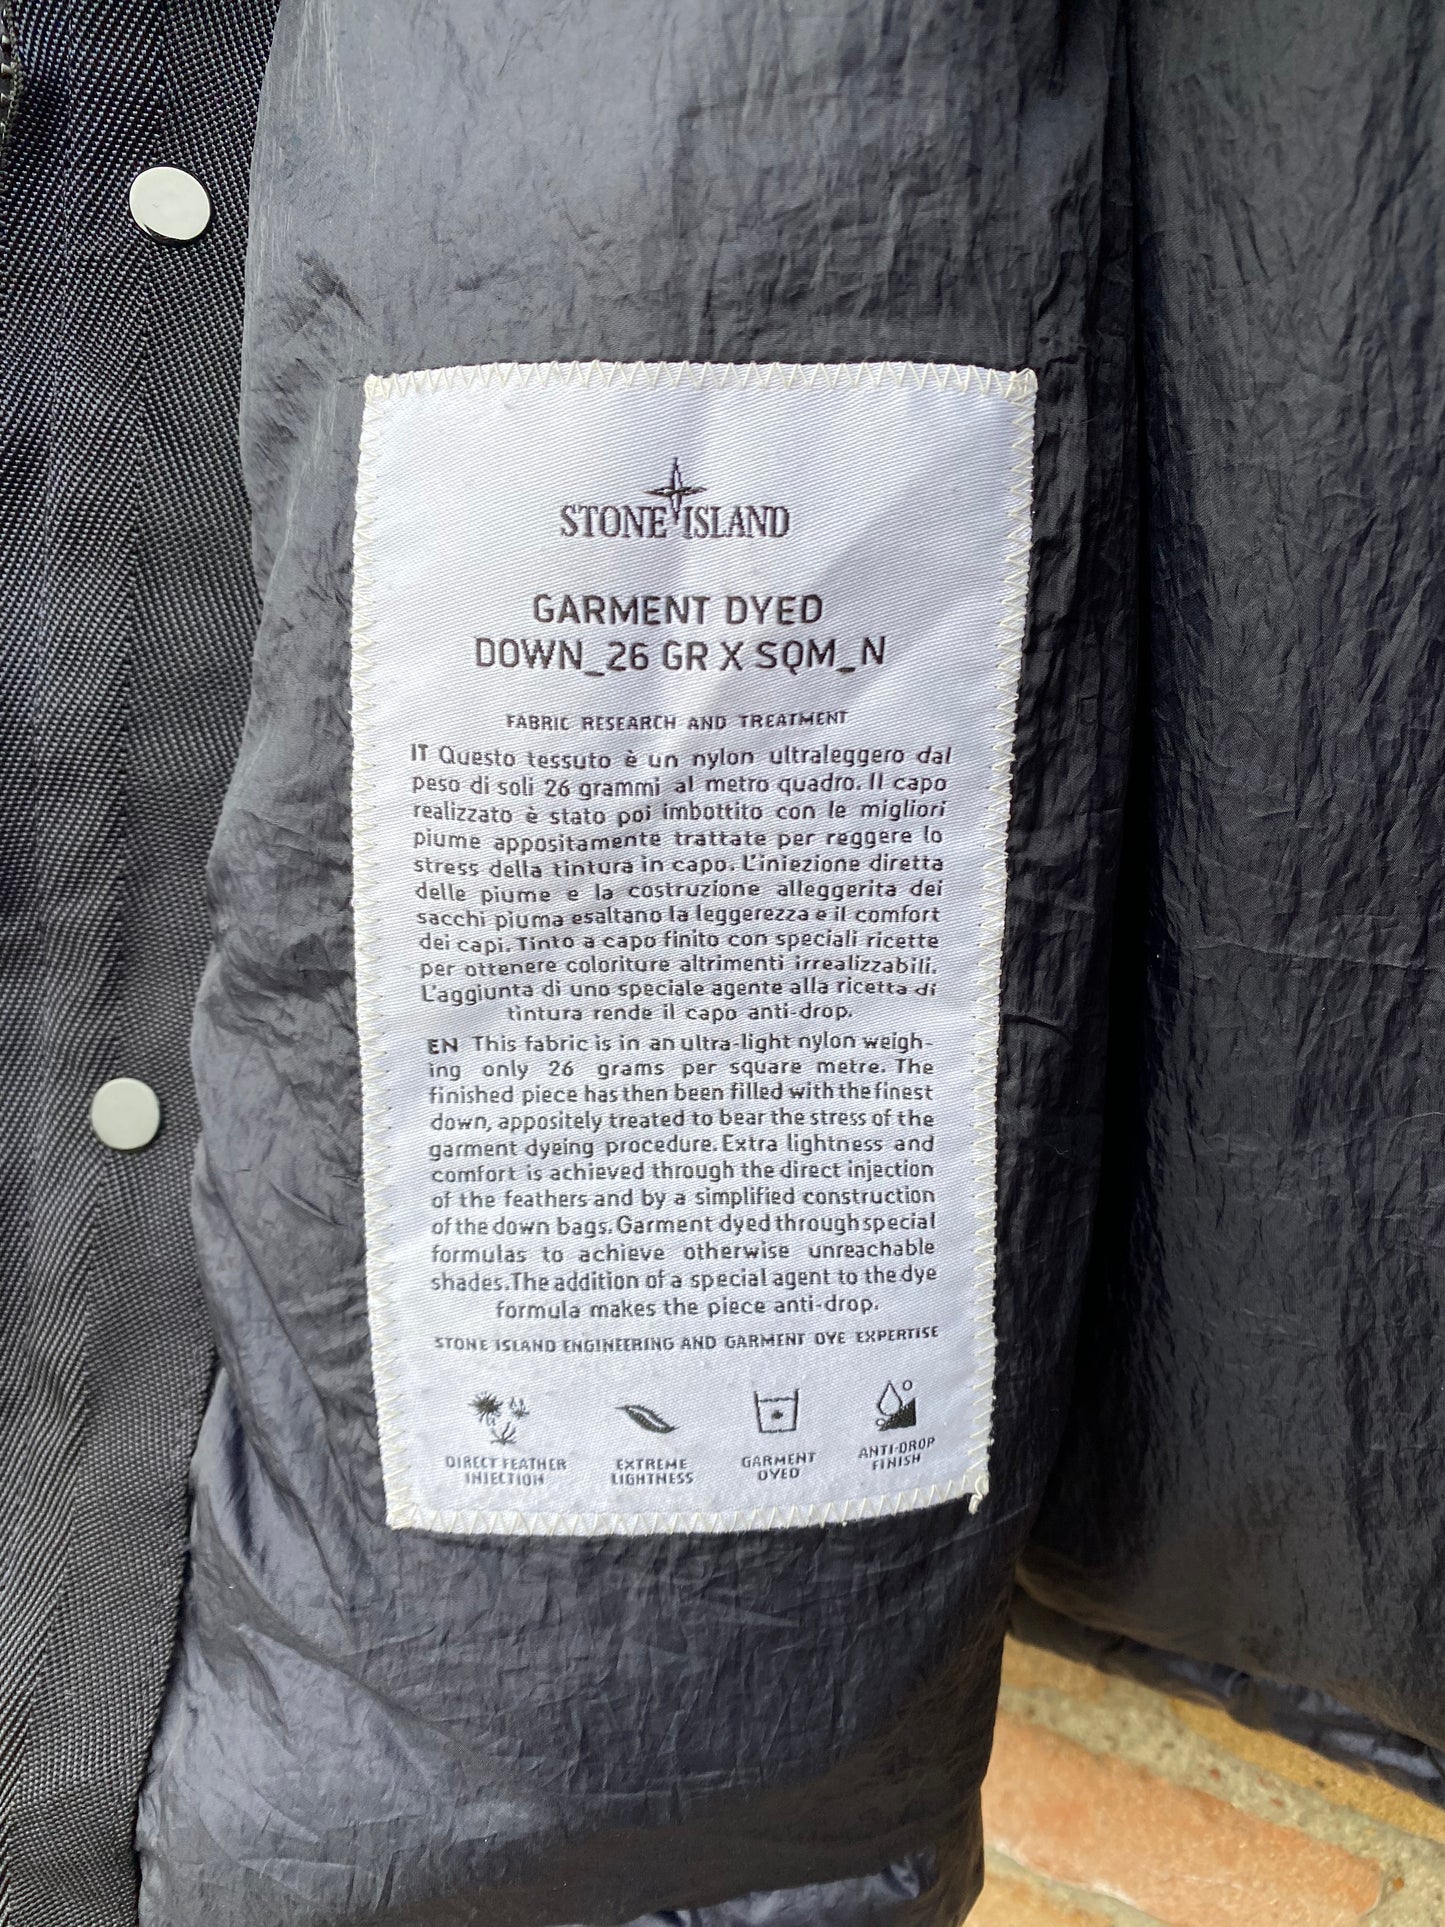 STONE ISLAND
GARMENT DYED
DOWN_26 GR X SQM_N
FABRIC RESEARCH AND TREATMENT
IT Questo tessuto è un nylon ultraleggero dal
peso di soli 26 grammi al metro quadro. Il capo
realizzato è stato poi imbottito con le migliori
piume appositamente trattate per reggere lo
stress della tintura in capo. L'iniezione diretta
delle piume e la costruzione alleggerita dei
sacchi piuma esaltano la leggerezza e il comfort
dei capi. Tinto a capo finito con speciali ricette
per ottenere coloriture altrimenti irrealizzabili.
L'aggiunta di uno speciale agente alla ricetta di
tintura rende il capo anti-drop.
EN This fabric is in an ultra-light nylon weigh-
ing only 26 grams per square metre. The
finished piece has then been filled with the finest
down, appositely treated to bear the stress of the
garment dyeing procedure. Extra lightness and
comfort is achieved through the direct injection
of the feathers and by a simplified construction
of the down bags. Garment dyed through special
formulas to achieve otherwise unreachable
shades. The addition of a special agent to the dye
formula makes the piece anti-drop.
STONE ISLAND ENGINEERING AND GARMENT DYE EXPERTISE
DIRECT FEATHER
INJECTION
EXTREME
LIGHTNESS
GARMENT
DYED
ANTI-DROP
FINISH